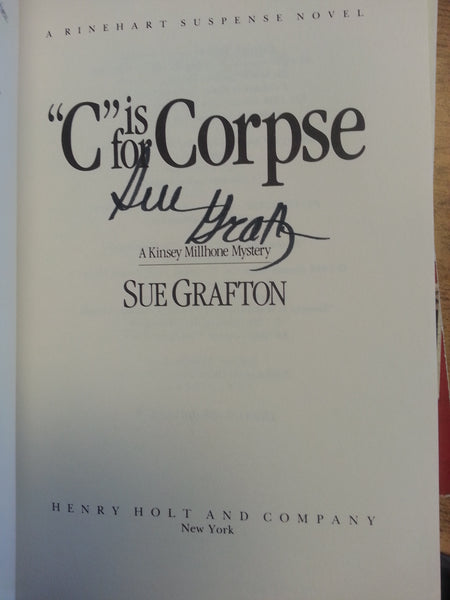 A RINEHART SUSPENSE NOVEL
“C” is for Corpse
Sue Grafton
A Kinsey Millhone Mystery
SUE GRAFTON
HENRY HOLT AND COMPANY
New York